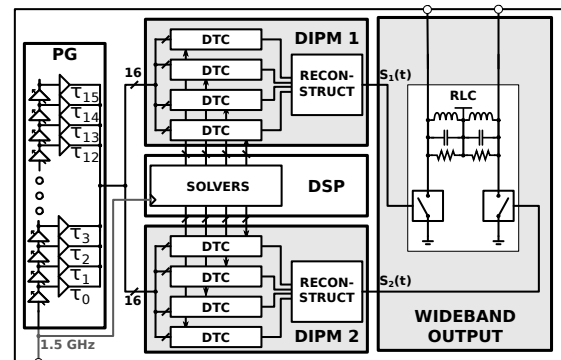 PG
τ15
τ14
τ13
τ12
τ3
τ2
τ1
τ0
1.5 GHz
16
16
DTC
DIPM 1
DTC
DTC
DTC
RECON-
STRUCT
SOLVERS
DSP
DTC
DTC
DTC
DTC
DIPM 2
RECON-
STRUCT
S1(t)
S2(t)
RLC
WIDEBAND
OUTPUT